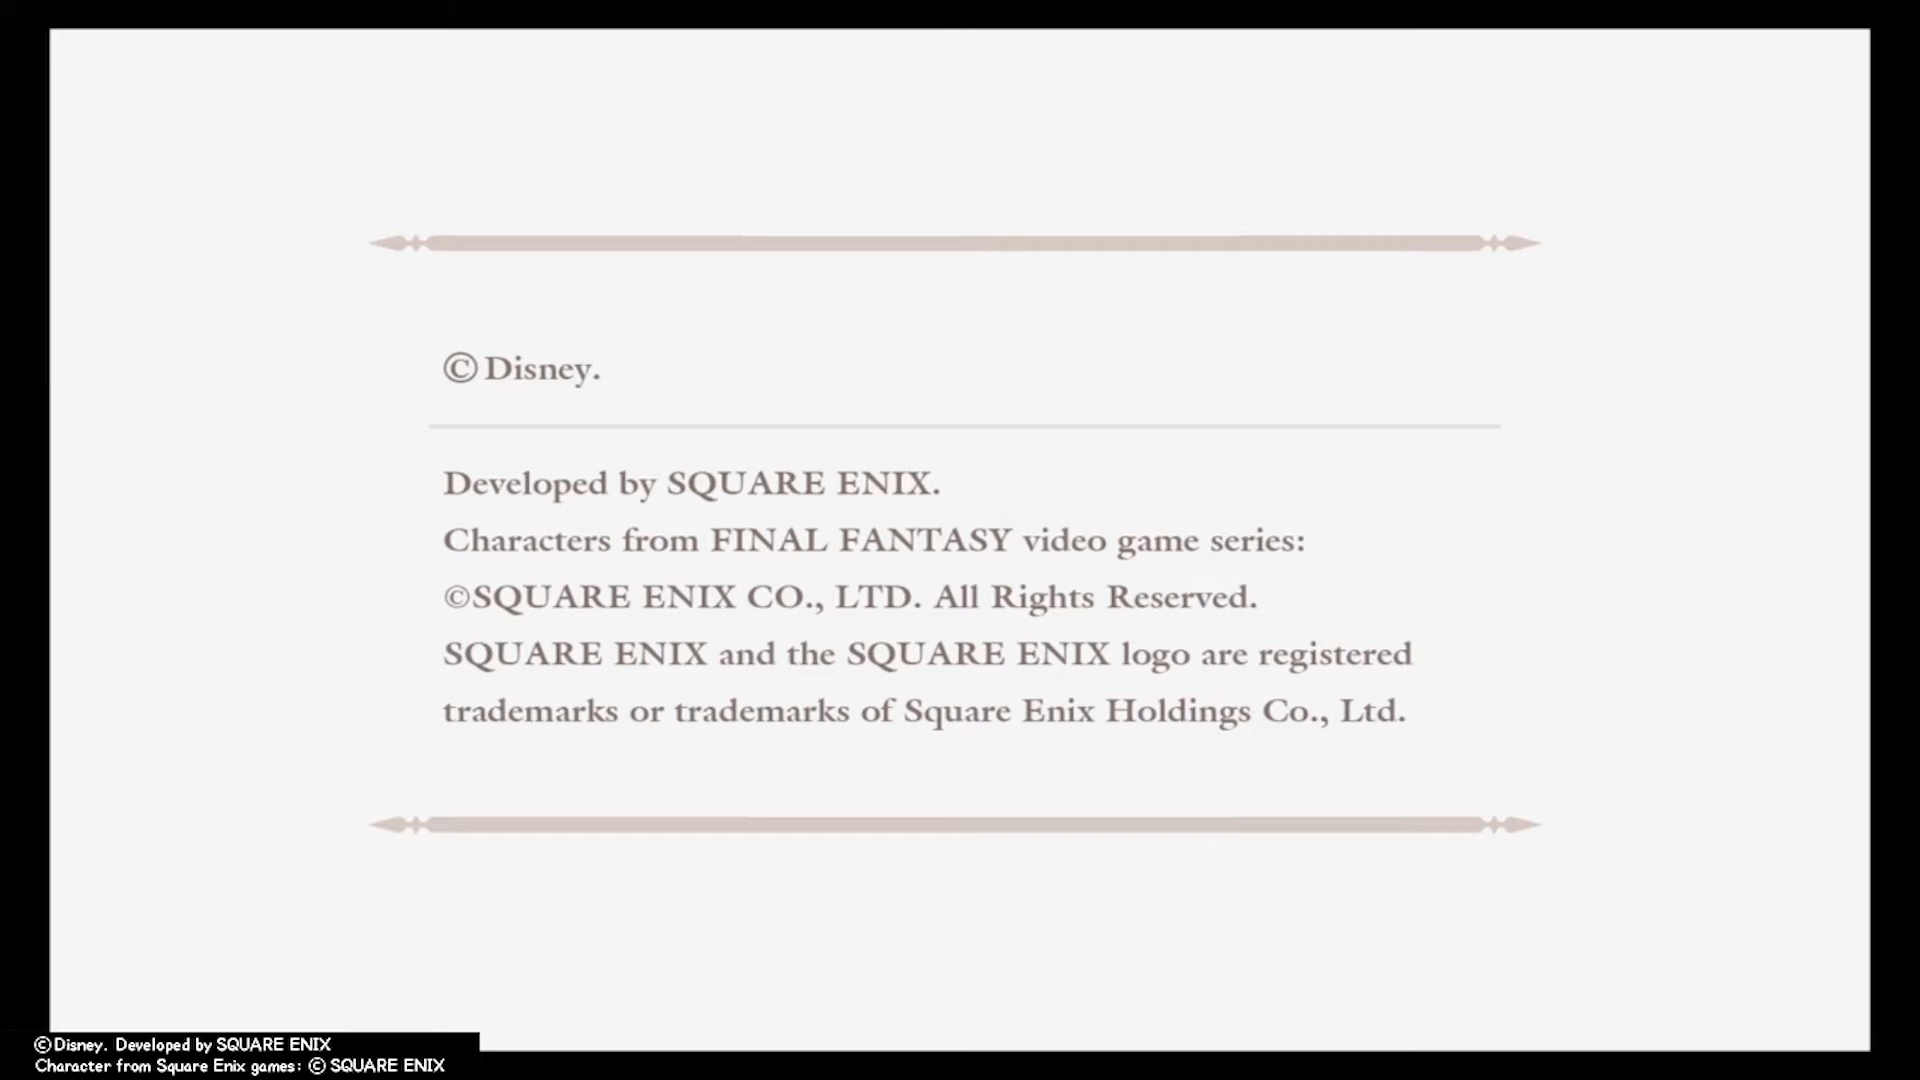 © Disney.
Developed by SQUARE ENIX.
Characters from FINAL FANTASY video game series:
©SQUARE ENIX CO., LTD. All Rights Reserved.
SQUARE ENIX and the SQUARE ENIX logo are registered
trademarks or trademarks of Square Enix Holdings Co., Ltd.
©Disney. Developed by SQUARE ENIX
Character from Square Enix games: © SQUARE ENIX